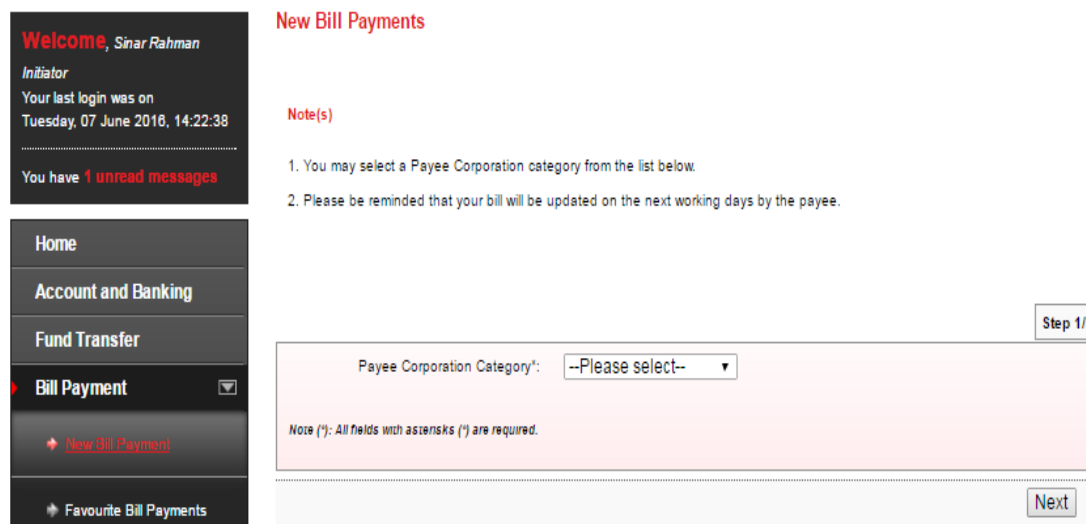 Welcome, Sinar Rahman
Initiator
Your last login was on
Tuesday, 07 June 2016, 14:22:38
You have 1 unread messages
Home
Account and Banking
Fund Transfer
Bill Payment
New Bill Payment
Favourite Bill Payments
New Bill Payments
Note(s)
1. You may select a Payee Corporation category from the list below.
2. Please be reminded that your bill will be updated on the next working days by the payee.
Step 1/
Payee Corporation Category*: --Please select--
Note (*): All fields with asterisks (*) are required.
Next